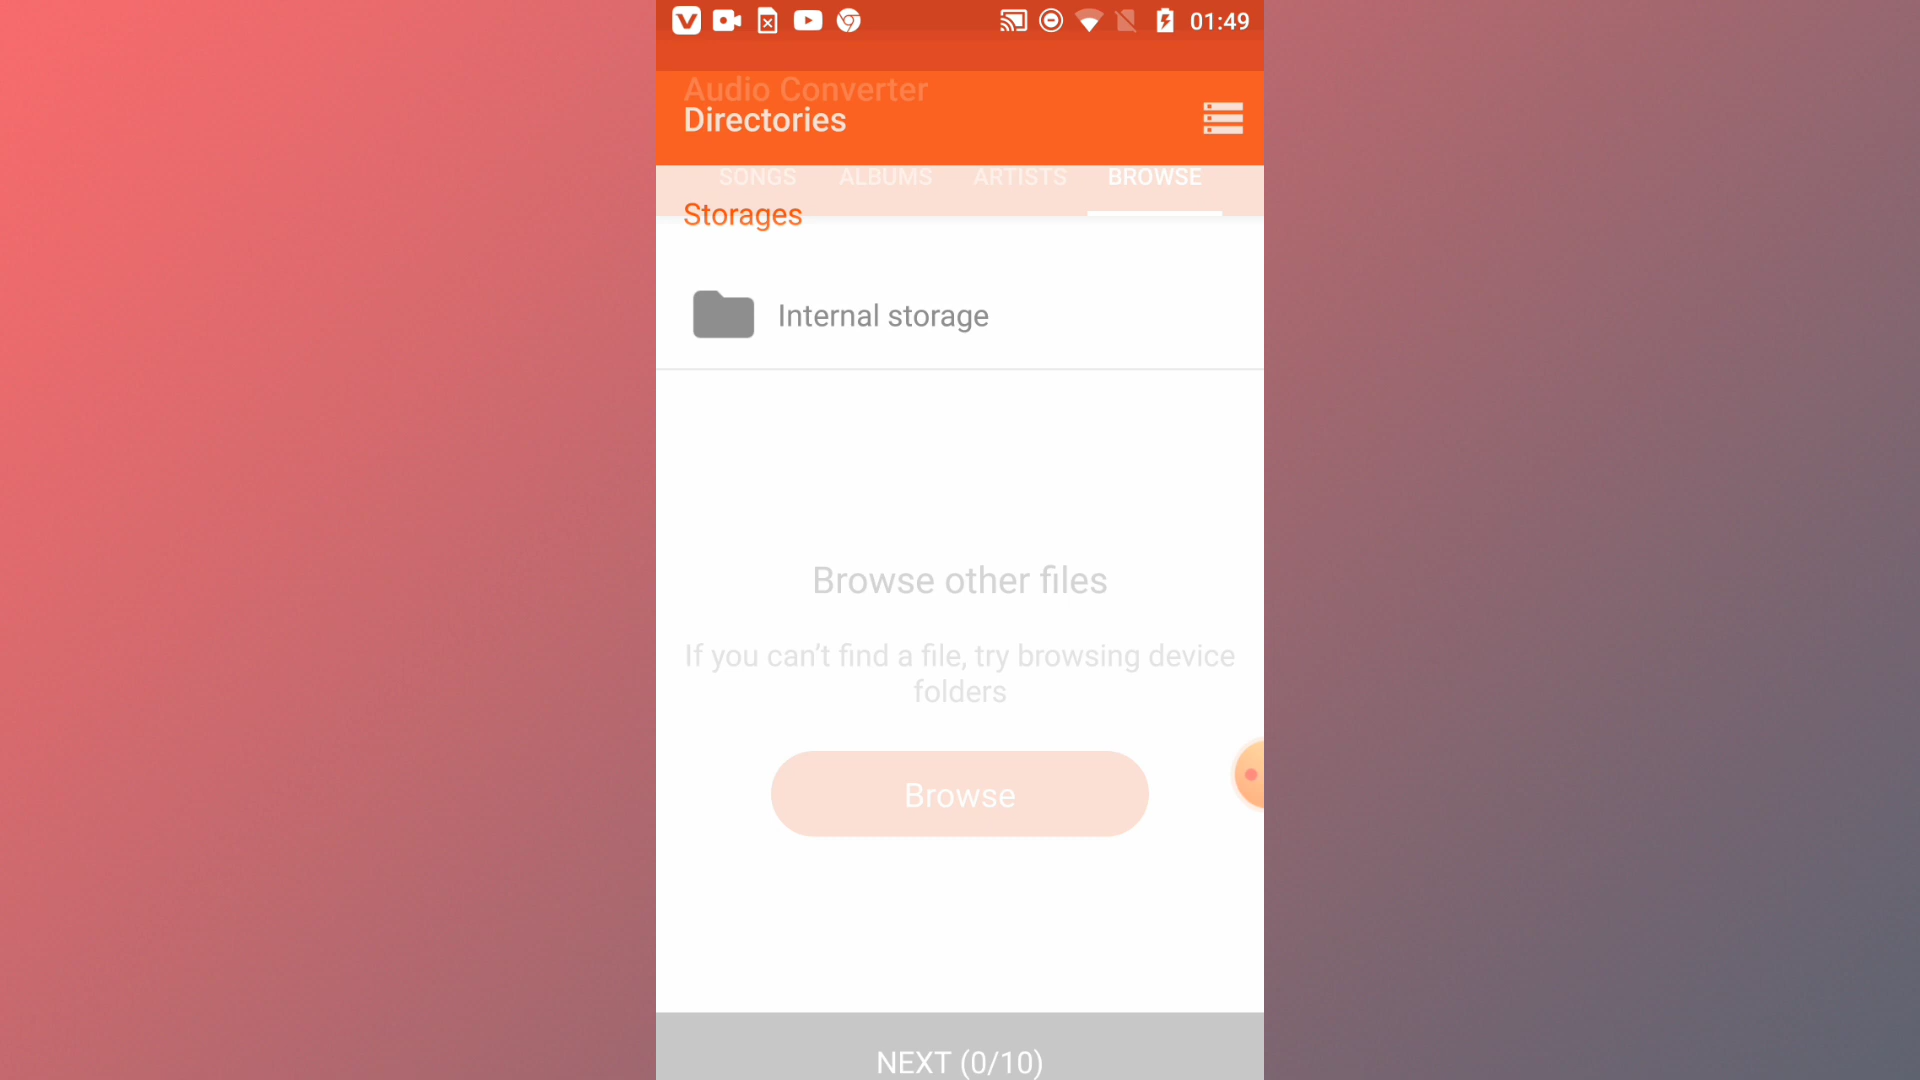 01:49
Audio Converter
Directories
SONGS ALBUMS ARTISTS BROWSE
Storages
Internal storage
Browse other files
If you can't find a file, try browsing device
folders
Browse
NEXT (0/10)